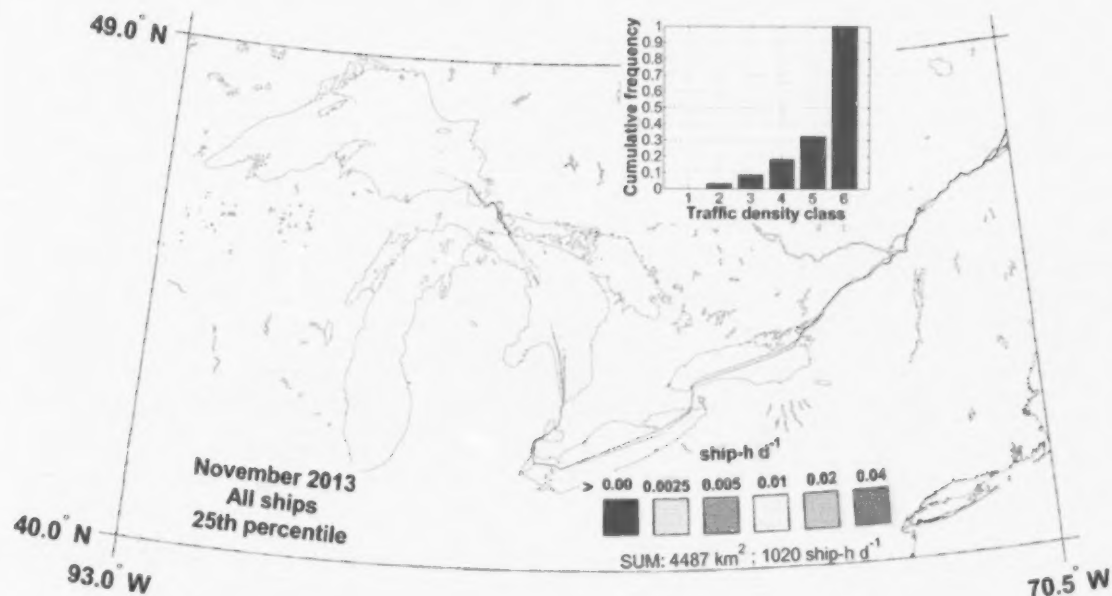 49.0° N
Cumulative frequency
1
0.9
0.8
0.7
0.6
0.5
0.4
0.3
0.2
0.1
0
1 2 3 4 5 6
Traffic density class
November 2013
All ships
25th percentile
ship-h d⁻¹
> 0.00 0.0025 0.005 0.01 0.02 0.04
SUM: 4487 km² ; 1020 ship-h d⁻¹
40.0° N
93.0° W
70.5° W